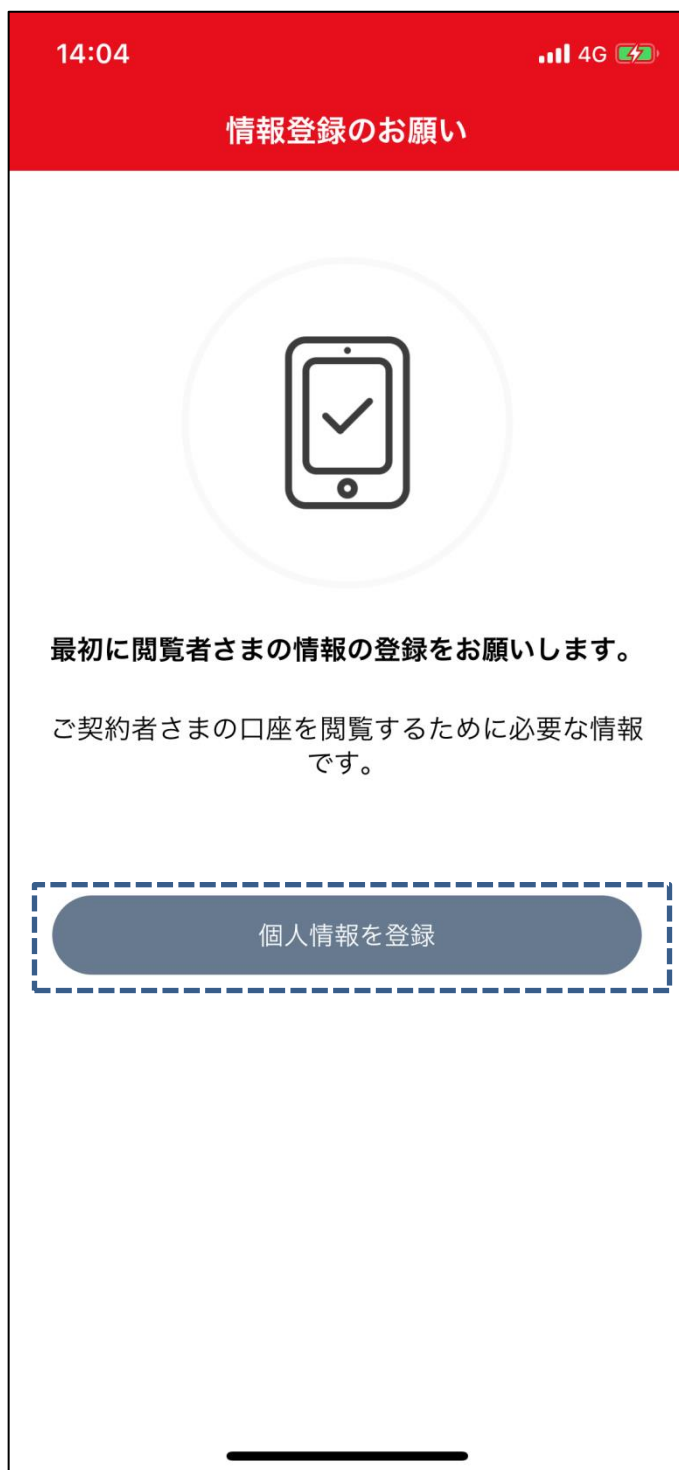 14:04
4G
情報登録のお願い
最初に閲覧者さまの情報の登録をお願いします。
ご契約者さまの口座を閲覧するために必要な情報
です。
個人情報を登録